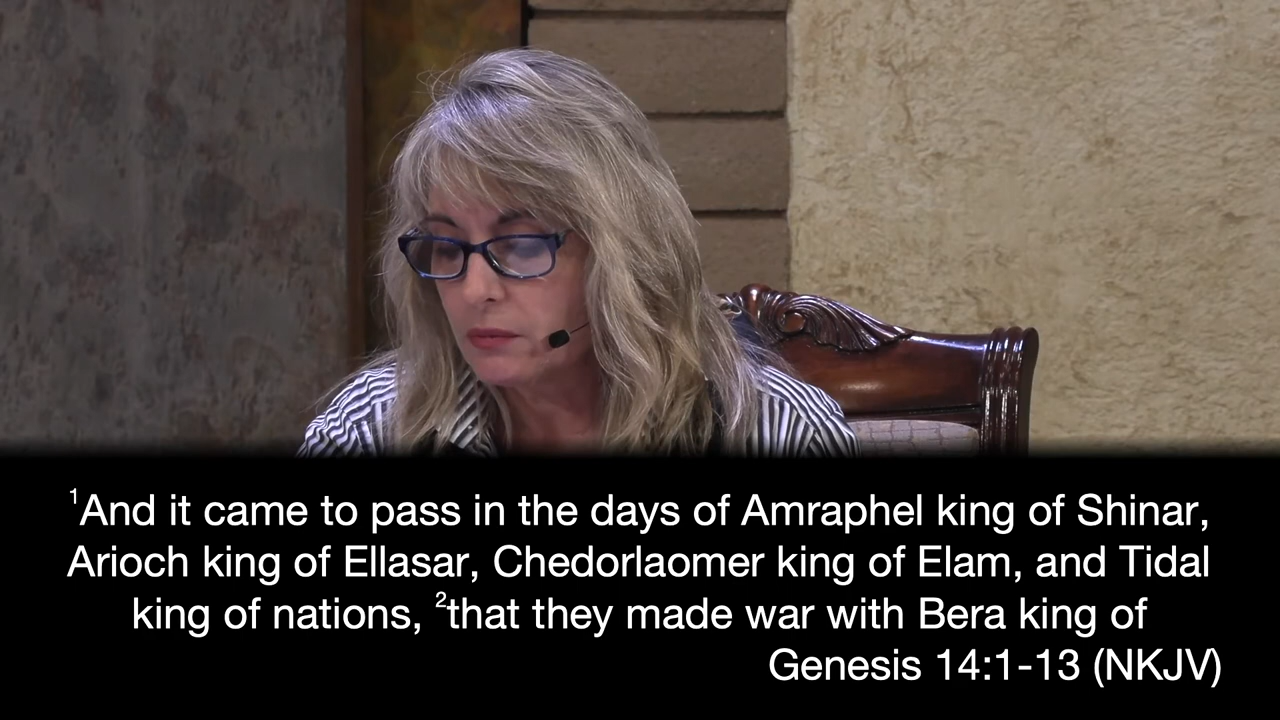 ¹And it came to pass in the days of Amraphel king of Shinar,
Arioch king of Ellasar, Chedorlaomer king of Elam, and Tidal
king of nations, ²that they made war with Bera king of
Genesis 14:1-13 (NKJV)